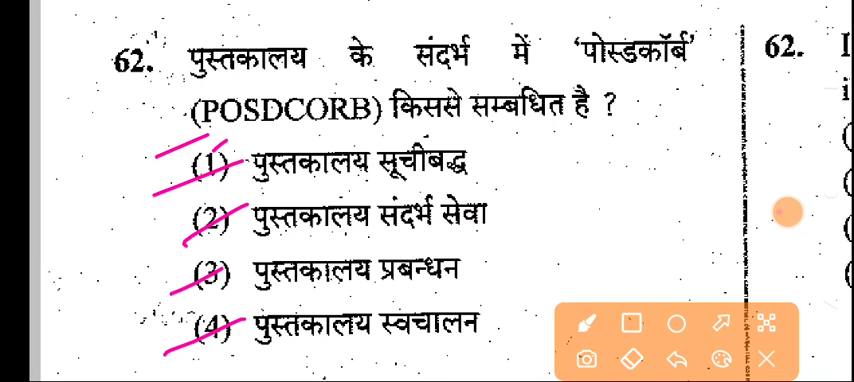 62. पुस्तकालय के संदर्भ में ‘पोस्डकॉर्ब’
(POSDCORB) किससे सम्बधित है ?
(1) पुस्तकालय सूचीबद्ध
(2) पुस्तकालय संदर्भ सेवा
(3) पुस्तकालय प्रबन्धन
(4) पुस्तकालय स्वचालन
62.